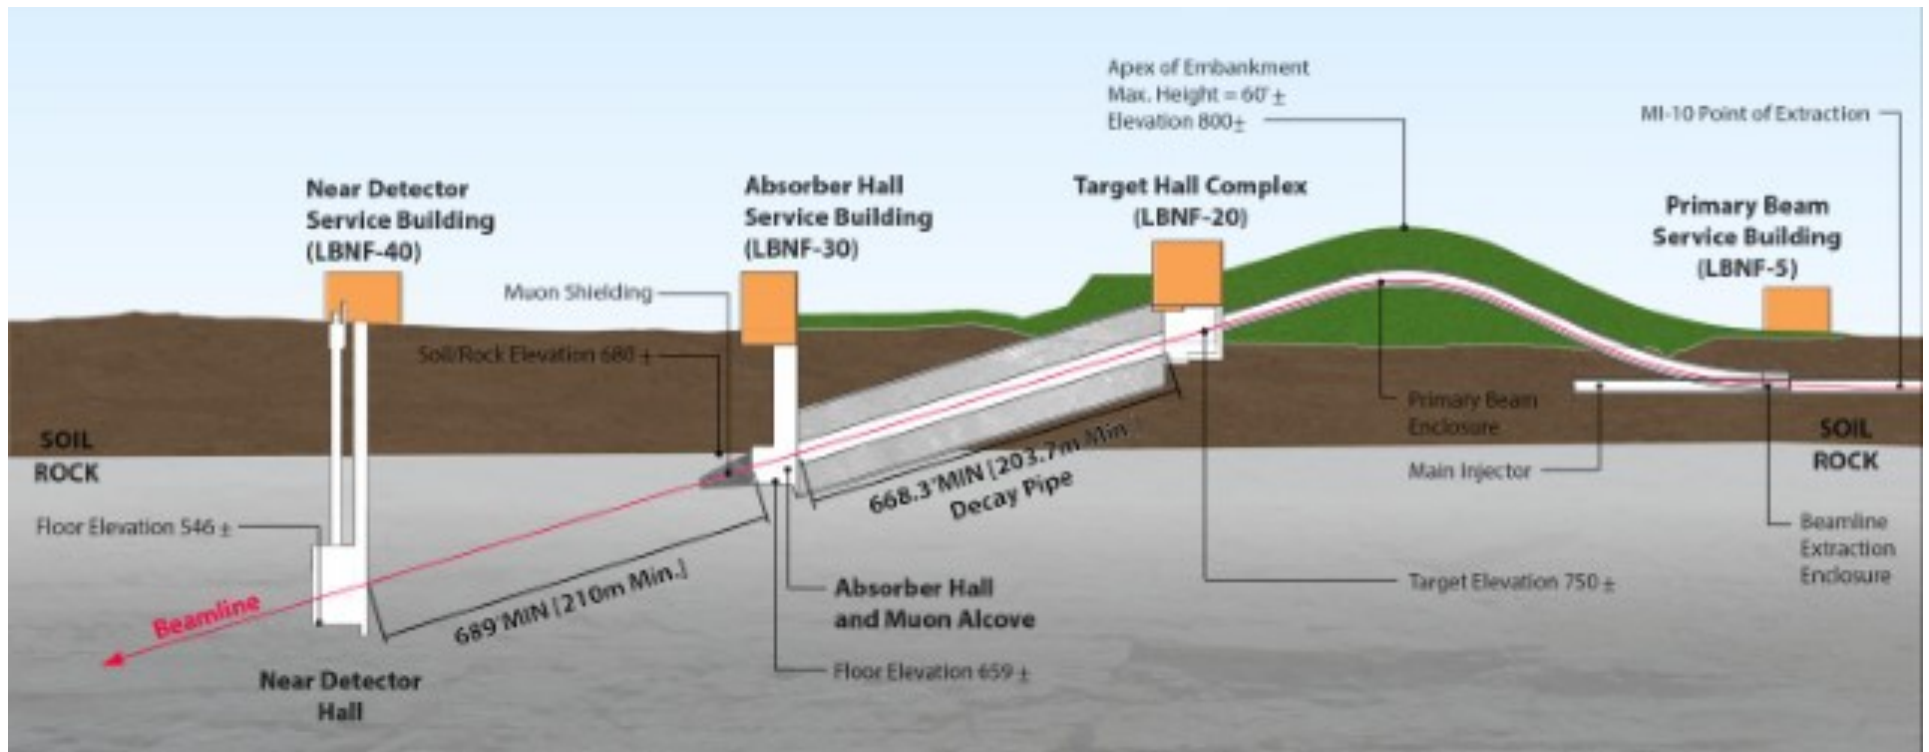 Apex of Embankment
Max. Height = 60' ±
Elevation 800±
MI-10 Point of Extraction
Near Detector
Service Building
(LBNF-40)
Absorber Hall
Service Building
(LBNF-30)
Target Hall Complex
(LBNF-20)
Primary Beam
Service Building
(LBNF-5)
Muon Shielding
Soil/Rock Elevation 680 ±
SOIL
ROCK
Primary Beam
Enclosure
Main Injector
SOIL
ROCK
668.3'MIN [203.7m Min.]
Decay Pipe
Floor Elevation 546 ±
689'MIN [210m Min.]
Beamline
Extraction
Enclosure
Absorber Hall
and Muon Alcove
Target Elevation 750 ±
Beamline
Floor Elevation 659 ±
Near Detector
Hall